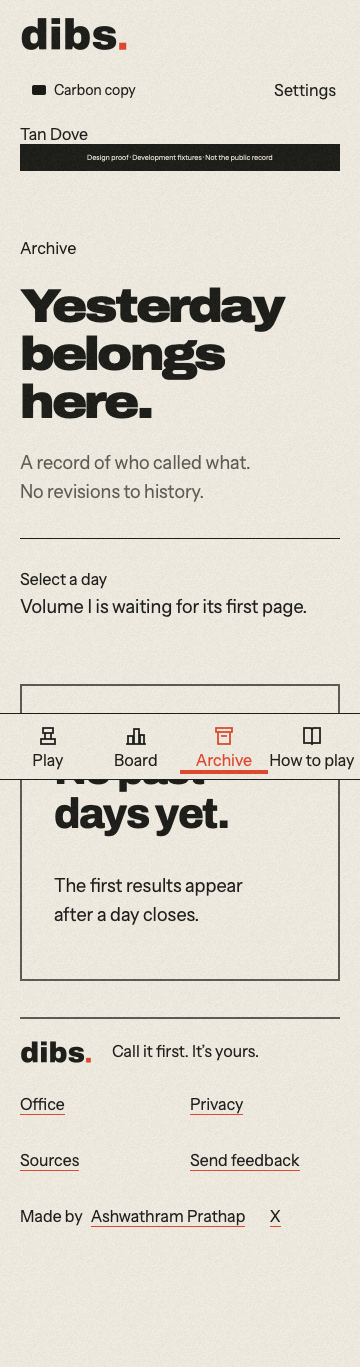 dibs.
Carbon copy
Settings
Tan Dove
Design proof · Development fixtures · Not the public record
Archive
Yesterday
belongs
here.
A record of who called what.
No revisions to history.
Select a day
Volume I is waiting for its first page.
Play
Board
Archive
How to play
No past
days yet.
The first results appear
after a day closes.
dibs.
Call it first. It's yours.
Office
Privacy
Sources
Send feedback
Made by Ashwathram Prathap X